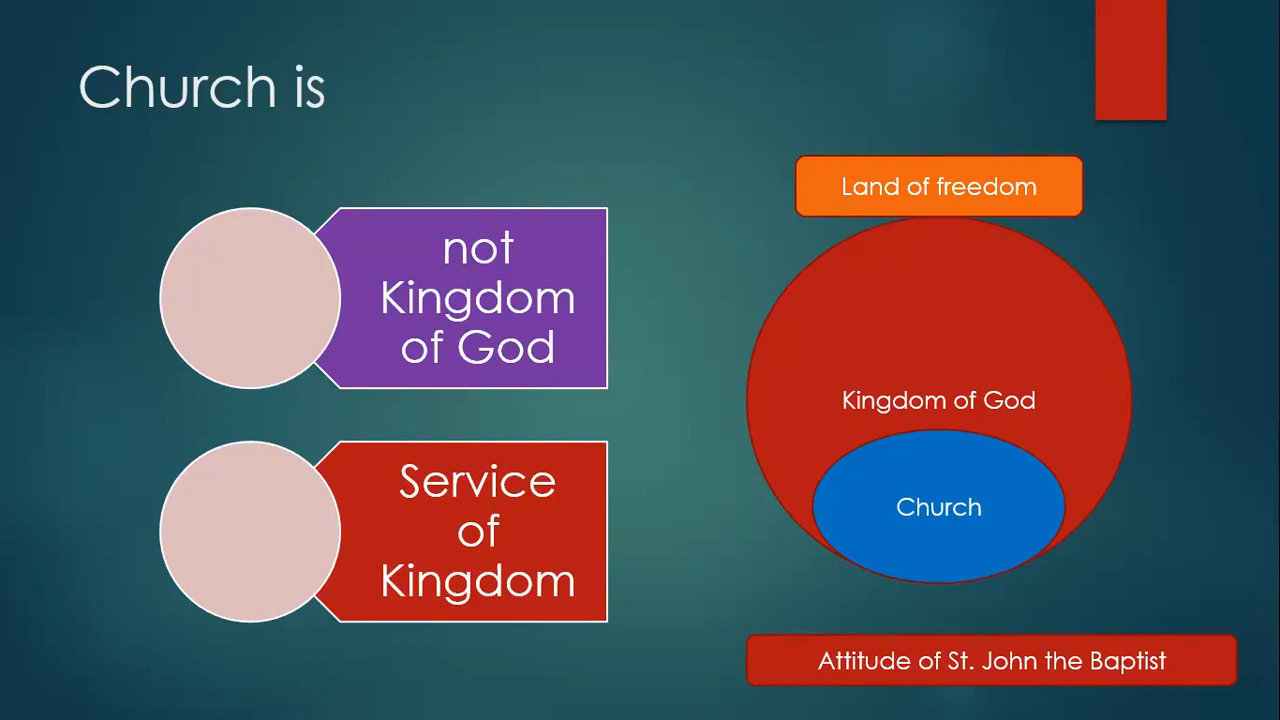 Church is
not
Kingdom
of God
Service
of
Kingdom
Land of freedom
Kingdom of God
Church
Attitude of St. John the Baptist